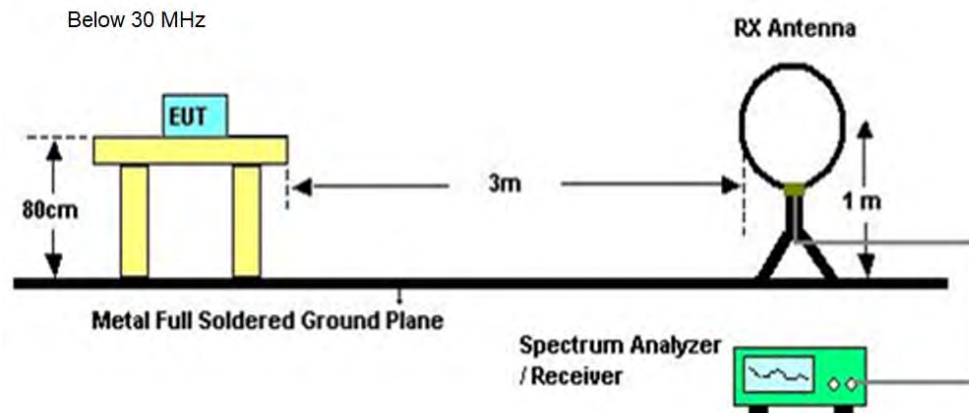 Below 30 MHz
RX Antenna
EUT
80cm
3m
1 m
Metal Full Soldered Ground Plane
Spectrum Analyzer
/ Receiver